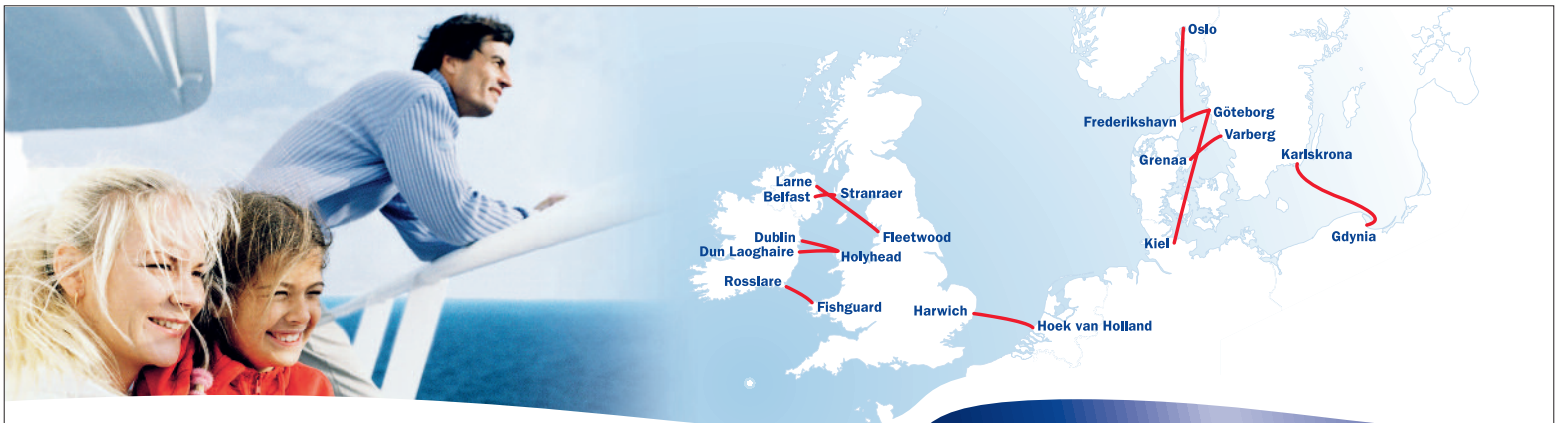 Oslo
Göteborg
Frederikshavn
Varberg
Grenaa
Karlskrona
Larne
Stranraer
Belfast
Dublin
Fleetwood
Kiel
Gdynia
Dun Laoghaire
Holyhead
Rosslare
Fishguard
Harwich
Hoek van Holland